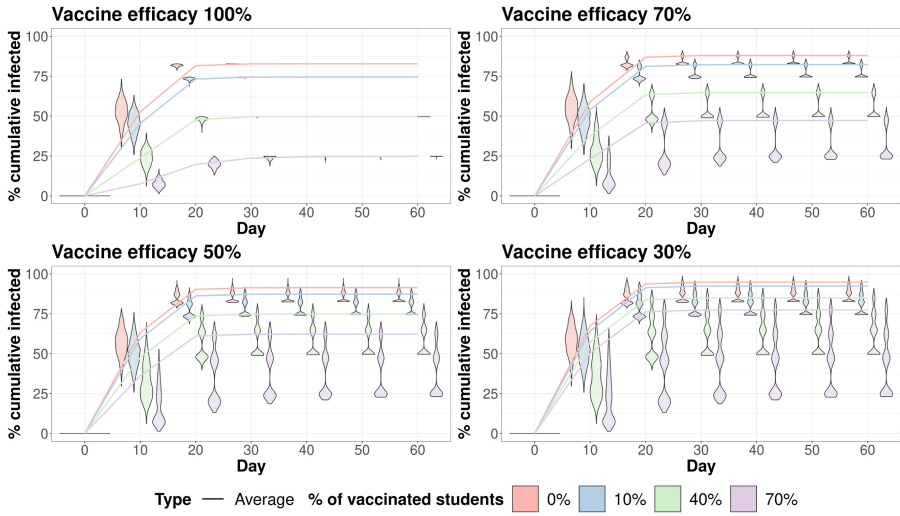 Vaccine efficacy 100%
% cumulative infected
100
75
50
25
0
0 10 20 30 40 50 60
Day
Vaccine efficacy 70%
% cumulative infected
100
75
50
25
0
0 10 20 30 40 50 60
Day
Vaccine efficacy 50%
% cumulative infected
100
75
50
25
0
0 10 20 30 40 50 60
Day
Vaccine efficacy 30%
% cumulative infected
100
75
50
25
0
0 10 20 30 40 50 60
Day
Type Average % of vaccinated students 0% 10% 40% 70%